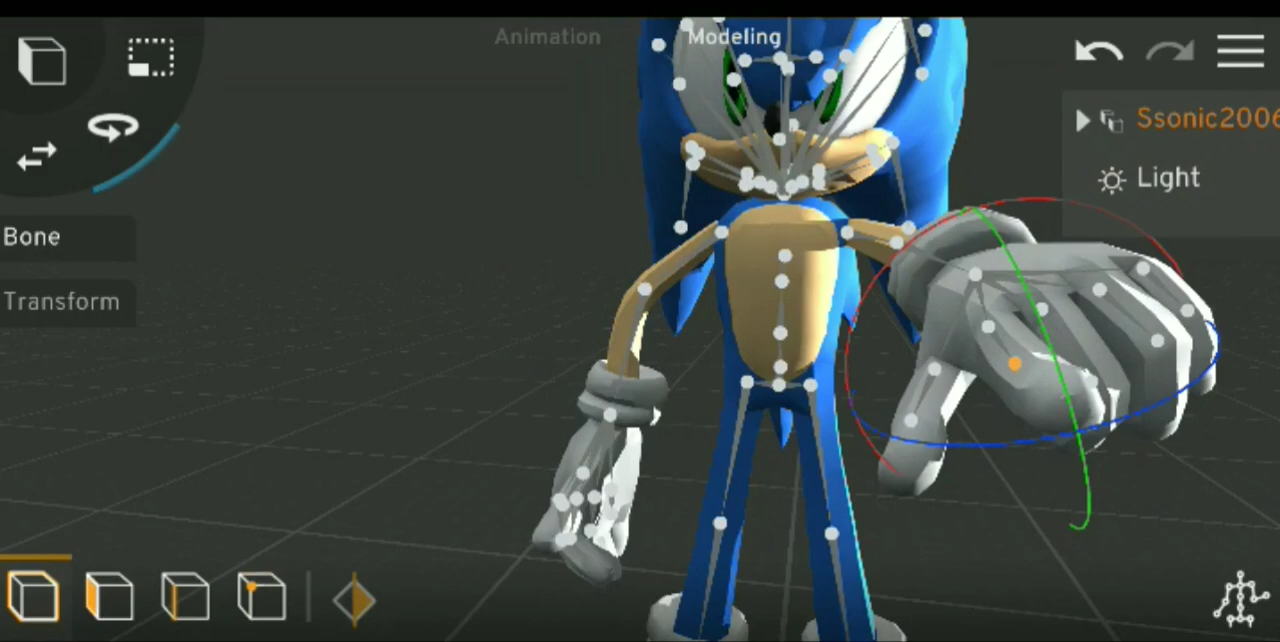 Animation
Modeling
Ssonic2006
Light
Bone
Transform